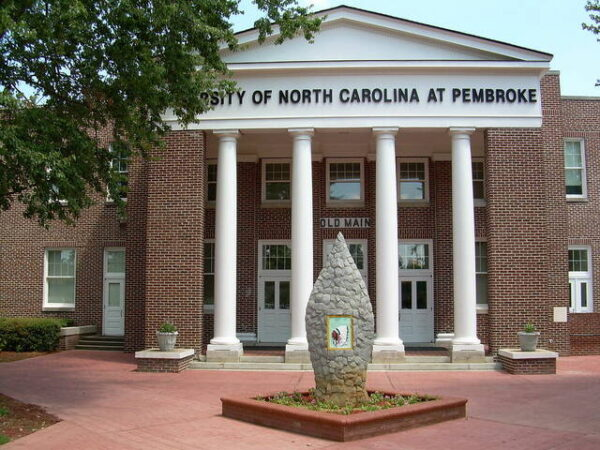 RSITY OF NORTH CAROLINA AT PEMBROKE
OLD MAIN